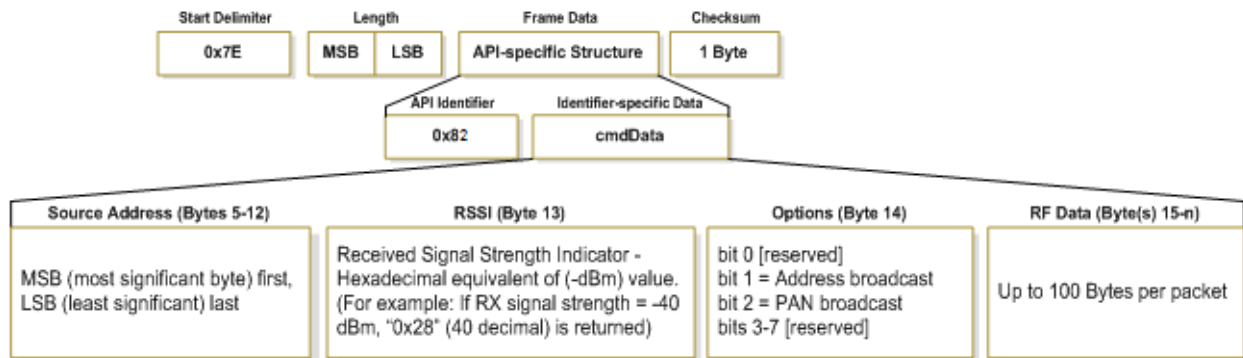 Start Delimiter
Length
Frame Data
Checksum
0x7E
MSB
LSB
API-specific Structure
1 Byte
API Identifier
Identifier-specific Data
0x82
cmdData
Source Address (Bytes 5-12)
MSB (most significant byte) first,
LSB (least significant) last
RSSI (Byte 13)
Received Signal Strength Indicator -
Hexadecimal equivalent of (-dBm) value.
(For example: If RX signal strength = -40
dBm, “0x28” (40 decimal) is returned)
Options (Byte 14)
bit 0 [reserved]
bit 1 = Address broadcast
bit 2 = PAN broadcast
bits 3-7 [reserved]
RF Data (Byte(s) 15-n)
Up to 100 Bytes per packet